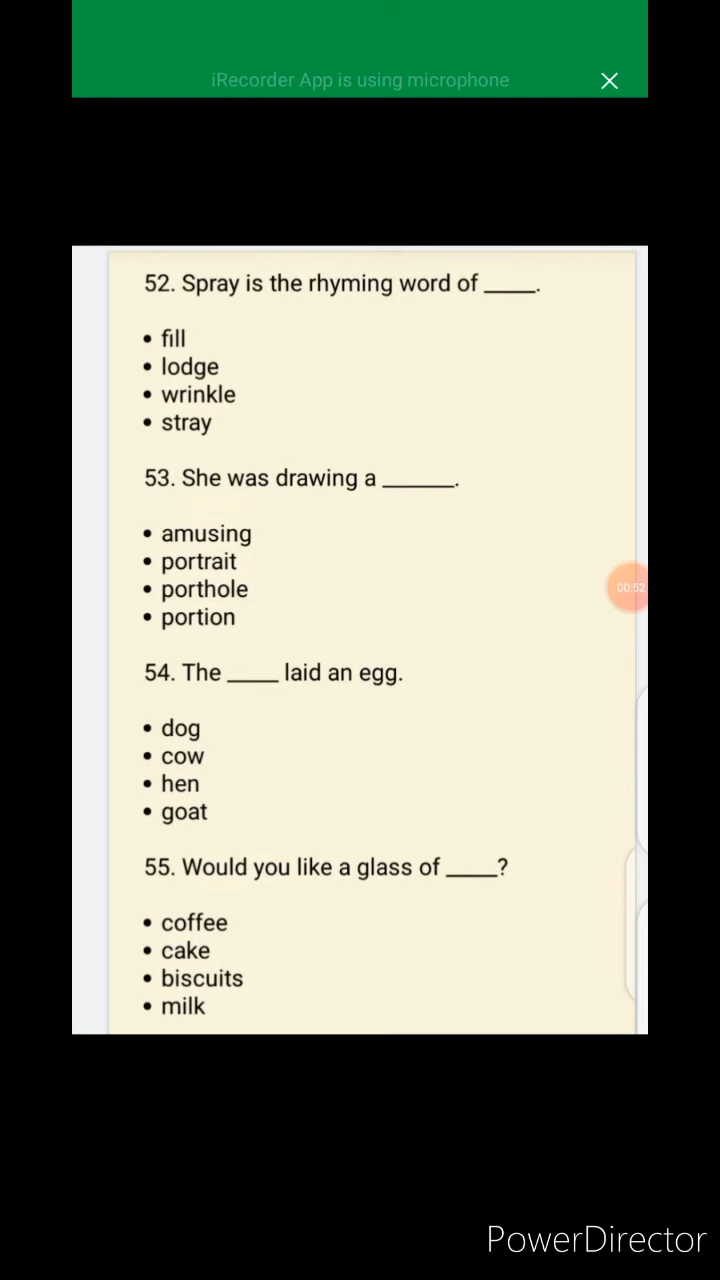 iRecorder App is using microphone
52. Spray is the rhyming word of _____.
• fill
• lodge
• wrinkle
• stray
53. She was drawing a _______.
• amusing
• portrait
• porthole
• portion
54. The _____ laid an egg.
• dog
• cow
• hen
• goat
55. Would you like a glass of _____?
• coffee
• cake
• biscuits
• milk
00:52
PowerDirector